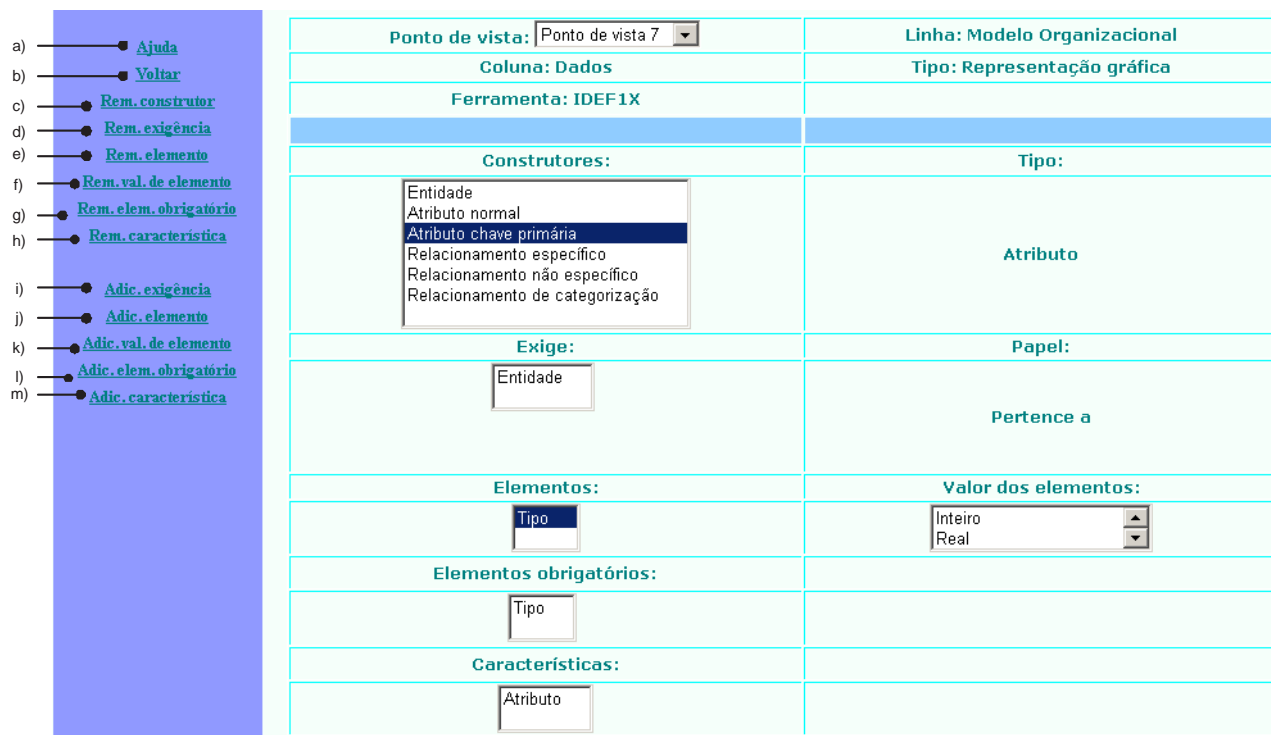 a) Ajuda
b) Voltar
c) Rem. construtor
d) Rem. exigência
e) Rem. elemento
f) Rem. val. de elemento
g) Rem. elem. obrigatório
h) Rem. característica
i) Adic. exigência
j) Adic. elemento
k) Adic. val. de elemento
l) Adic. elem. obrigatório
m) Adic. característica
Ponto de vista: Ponto de vista 7
Linha: Modelo Organizacional
Coluna: Dados
Tipo: Representação gráfica
Ferramenta: IDEF1X
Construtores:
Tipo:
Entidade
Atributo normal
Atributo chave primária
Relacionamento específico
Relacionamento não específico
Relacionamento de categorização
Atributo
Exige:
Papel:
Entidade
Pertence a
Elementos:
Valor dos elementos:
Tipo
Inteiro
Real
Elementos obrigatórios:
Tipo
Características:
Atributo